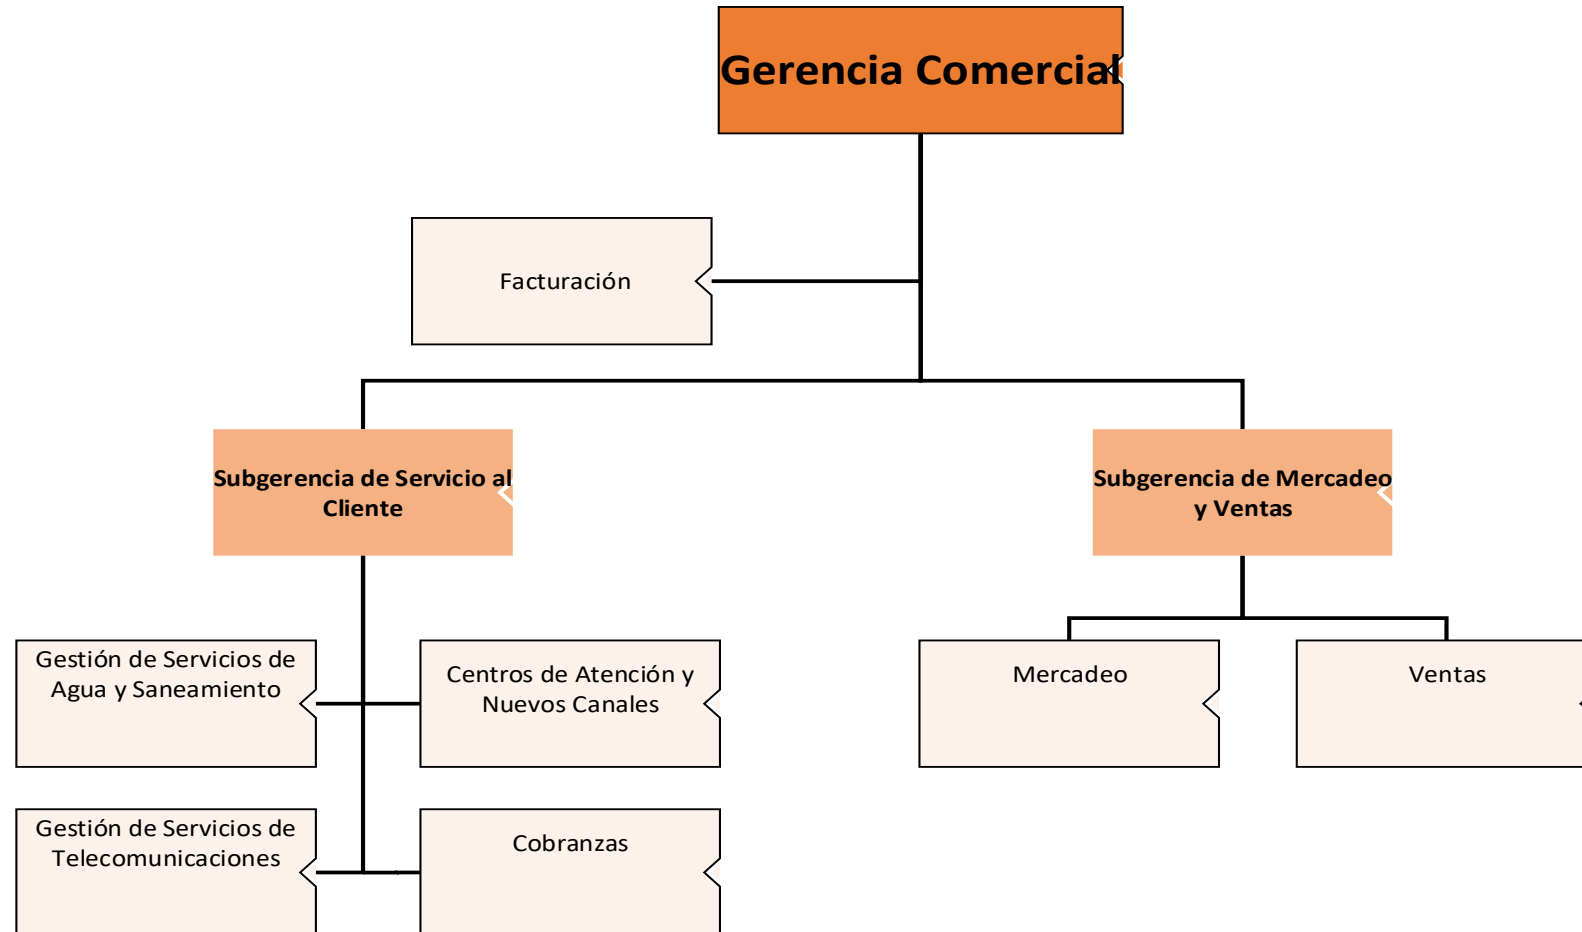 Gerencia Comercial
Facturación
Subgerencia de Servicio al
Cliente
Subgerencia de Mercadeo
y Ventas
Gestión de Servicios de
Agua y Saneamiento
Centros de Atención y
Nuevos Canales
Mercadeo
Ventas
Gestión de Servicios de
Telecomunicaciones
Cobranzas